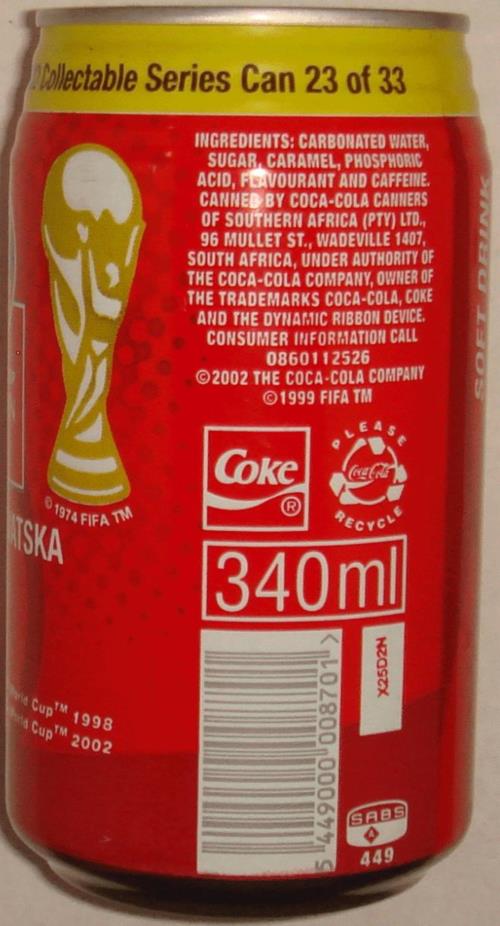 Collectable Series Can 23 of 33
INGREDIENTS: CARBONATED WATER,
SUGAR, CARAMEL, PHOSPHORIC
ACID, FLAVOURANT AND CAFFEINE.
CANNED BY COCA-COLA CANNERS
OF SOUTHERN AFRICA (PTY) LTD.,
96 MULLET ST., WADEVILLE 1407,
SOUTH AFRICA, UNDER AUTHORITY OF
THE COCA-COLA COMPANY, OWNER OF
THE TRADEMARKS COCA-COLA, COKE
AND THE DYNAMIC RIBBON DEVICE.
CONSUMER INFORMATION CALL
0860112526
©2002 THE COCA-COLA COMPANY
©1999 FIFA TM
SOFT DRINK
© 1974 FIFA TM
ATSKA
Coke
®
PLEASE
Coca-Cola
RECYCLE
340ml
X25D2N
5 449000 008701 >
Cup™ 1998
Cup™ 2002
SABS
A
449